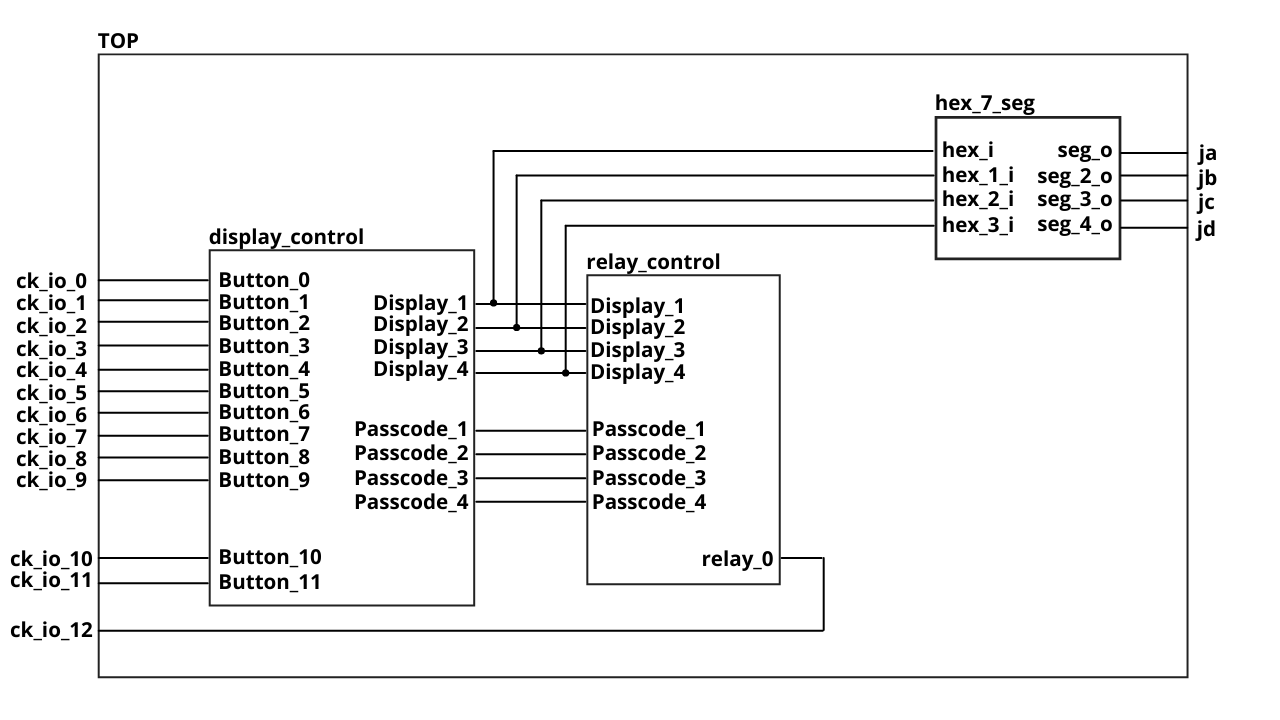 TOP
hex_7_seg
hex_i
hex_1_i
hex_2_i
hex_3_i
seg_o
seg_2_o
seg_3_o
seg_4_o
ja
jb
jc
jd
display_control
ck_io_0
ck_io_1
ck_io_2
ck_io_3
ck_io_4
ck_io_5
ck_io_6
ck_io_7
ck_io_8
ck_io_9
ck_io_10
ck_io_11
ck_io_12
Button_0
Button_1
Button_2
Button_3
Button_4
Button_5
Button_6
Button_7
Button_8
Button_9
Button_10
Button_11
Display_1
Display_2
Display_3
Display_4
Passcode_1
Passcode_2
Passcode_3
Passcode_4
relay_control
Display_1
Display_2
Display_3
Display_4
Passcode_1
Passcode_2
Passcode_3
Passcode_4
relay_0